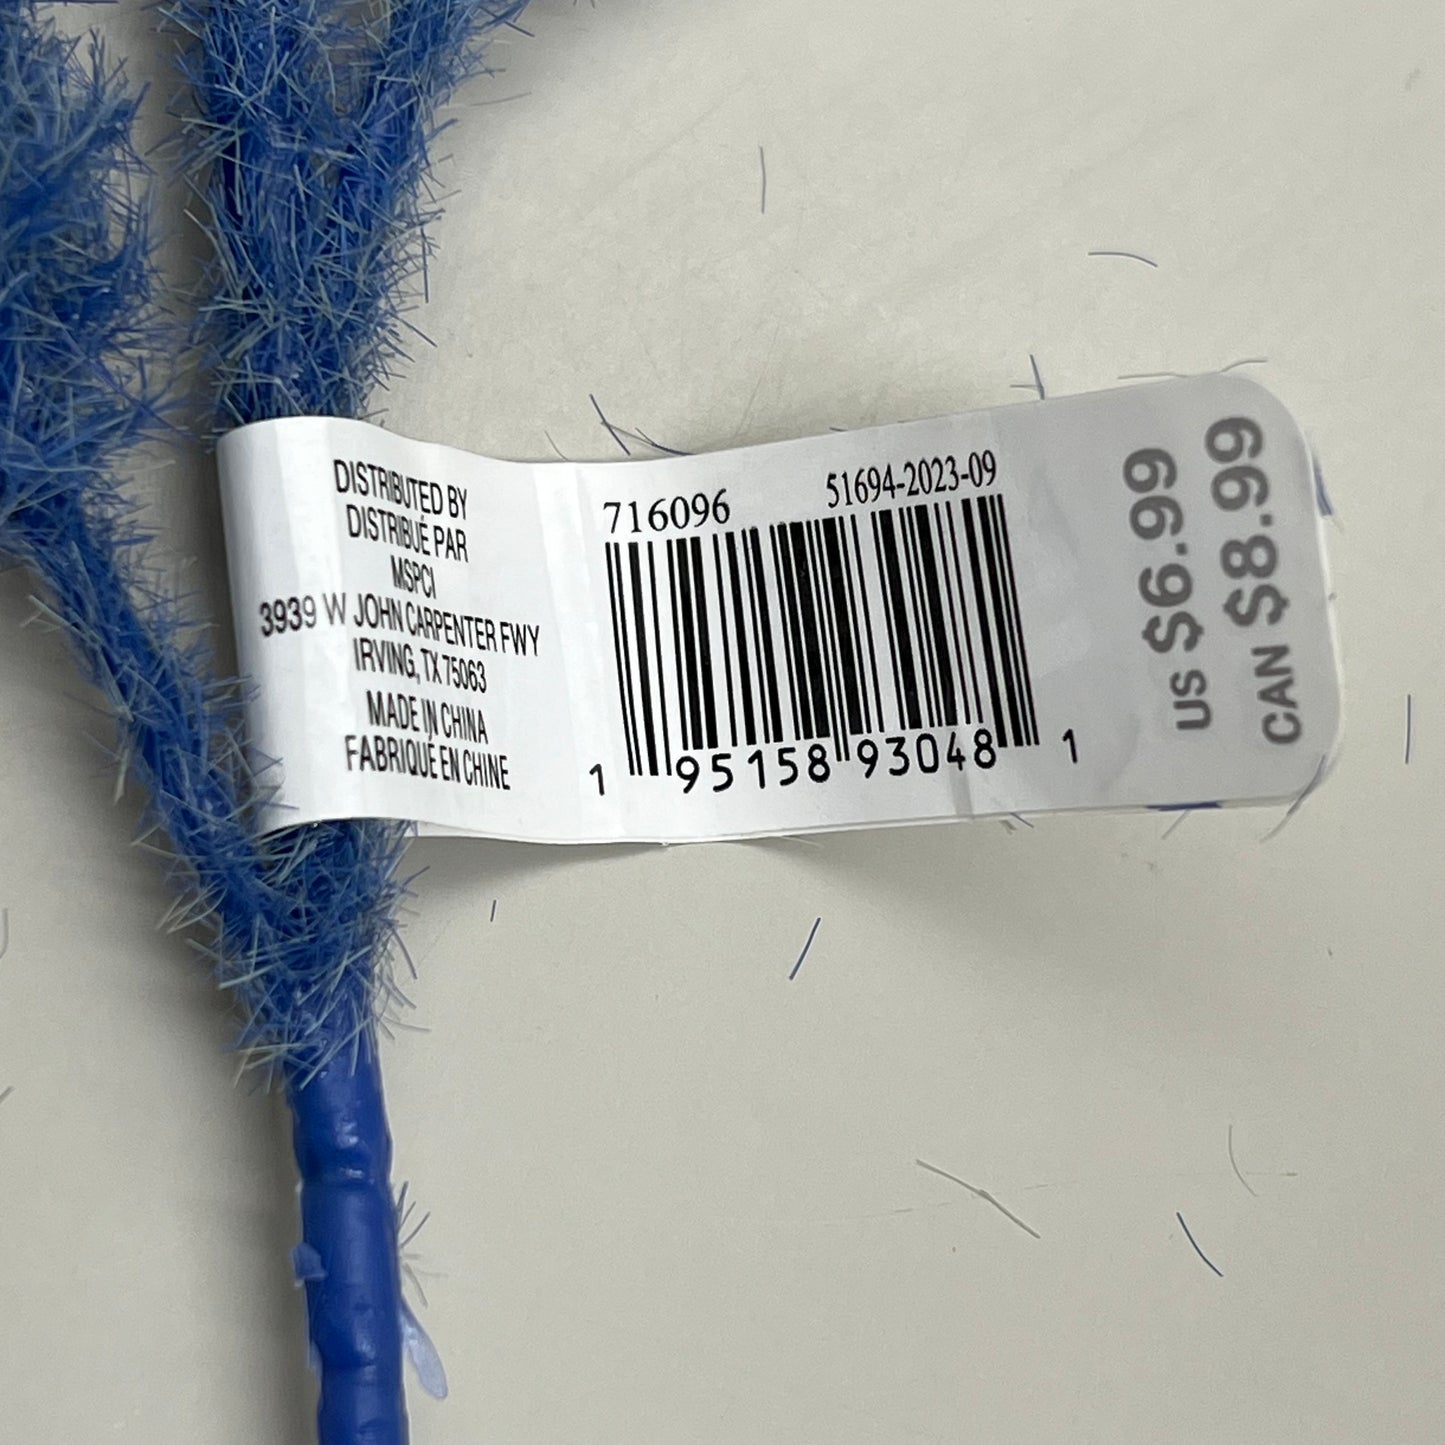 DISTRIBUTED BY
DISTRIBUÉ PAR
MSPCI
3939 W JOHN CARPENTER FWY
IRVING, TX 75063
MADE IN CHINA
FABRIQUÉ EN CHINE
716096 51694-2023-09
1 95158 93048 1
US $6.99
CAN $8.99